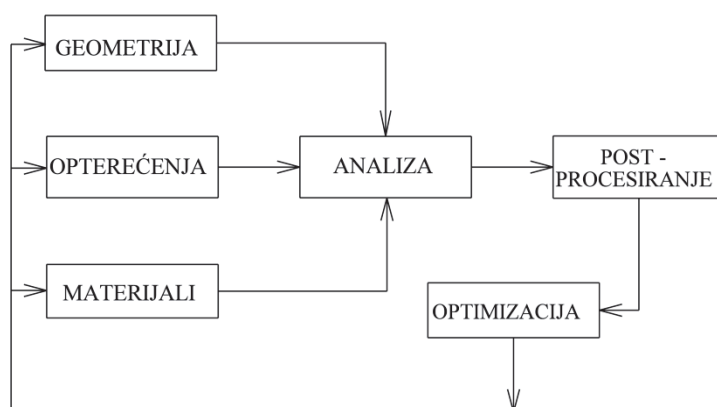 GEOMETRIJA
OPTEREĆENJA
ANALIZA
POST -
PROCESIRANJE
MATERIJALI
OPTIMIZACIJA